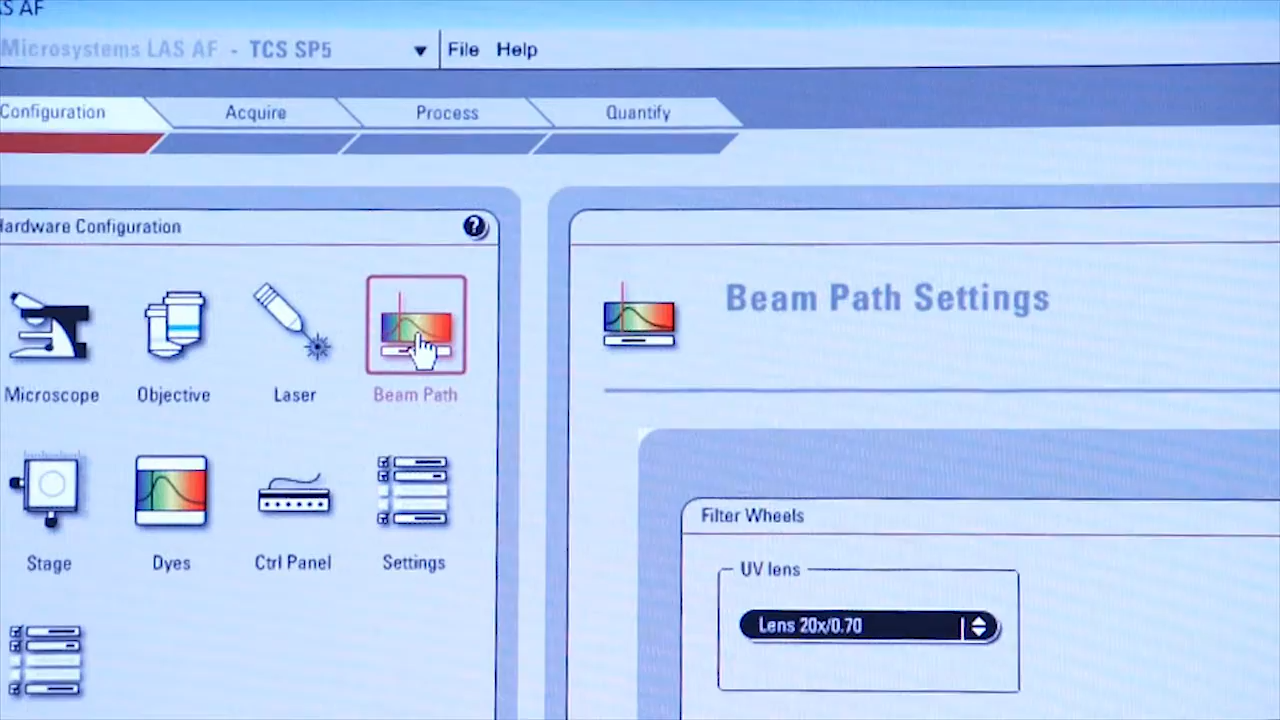 AS AF
Microsystems LAS AF - TCS SP5
File Help
Configuration
Acquire
Process
Quantify
Hardware Configuration
?
Beam Path Settings
Microscope
Objective
Laser
Beam Path
Stage
Dyes
Ctrl Panel
Settings
Filter Wheels
UV lens
Lens 20x/0.70